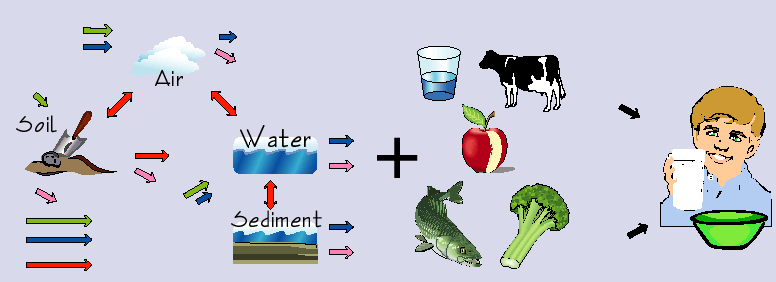 Air
Soil
Water
+
Sediment